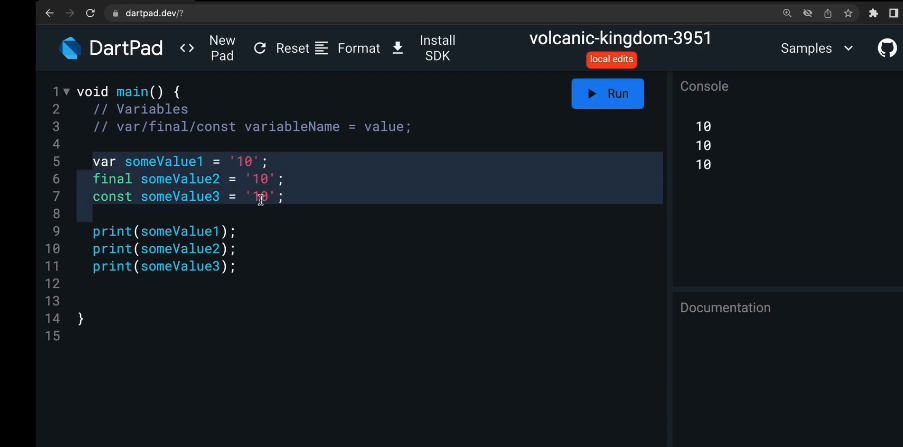 dartpad.dev/?
DartPad
<>
New
Pad
Reset
Format
Install
SDK
volcanic-kingdom-3951
local edits
Samples
Run
1 void main() {
2 // Variables
3 // var/final/const variableName = value;
4
5 var someValue1 = '10';
6 final someValue2 = '10';
7 const someValue3 = '10';
8
9 print(someValue1);
10 print(someValue2);
11 print(someValue3);
12
13
14 }
15
Console
10
10
10
Documentation